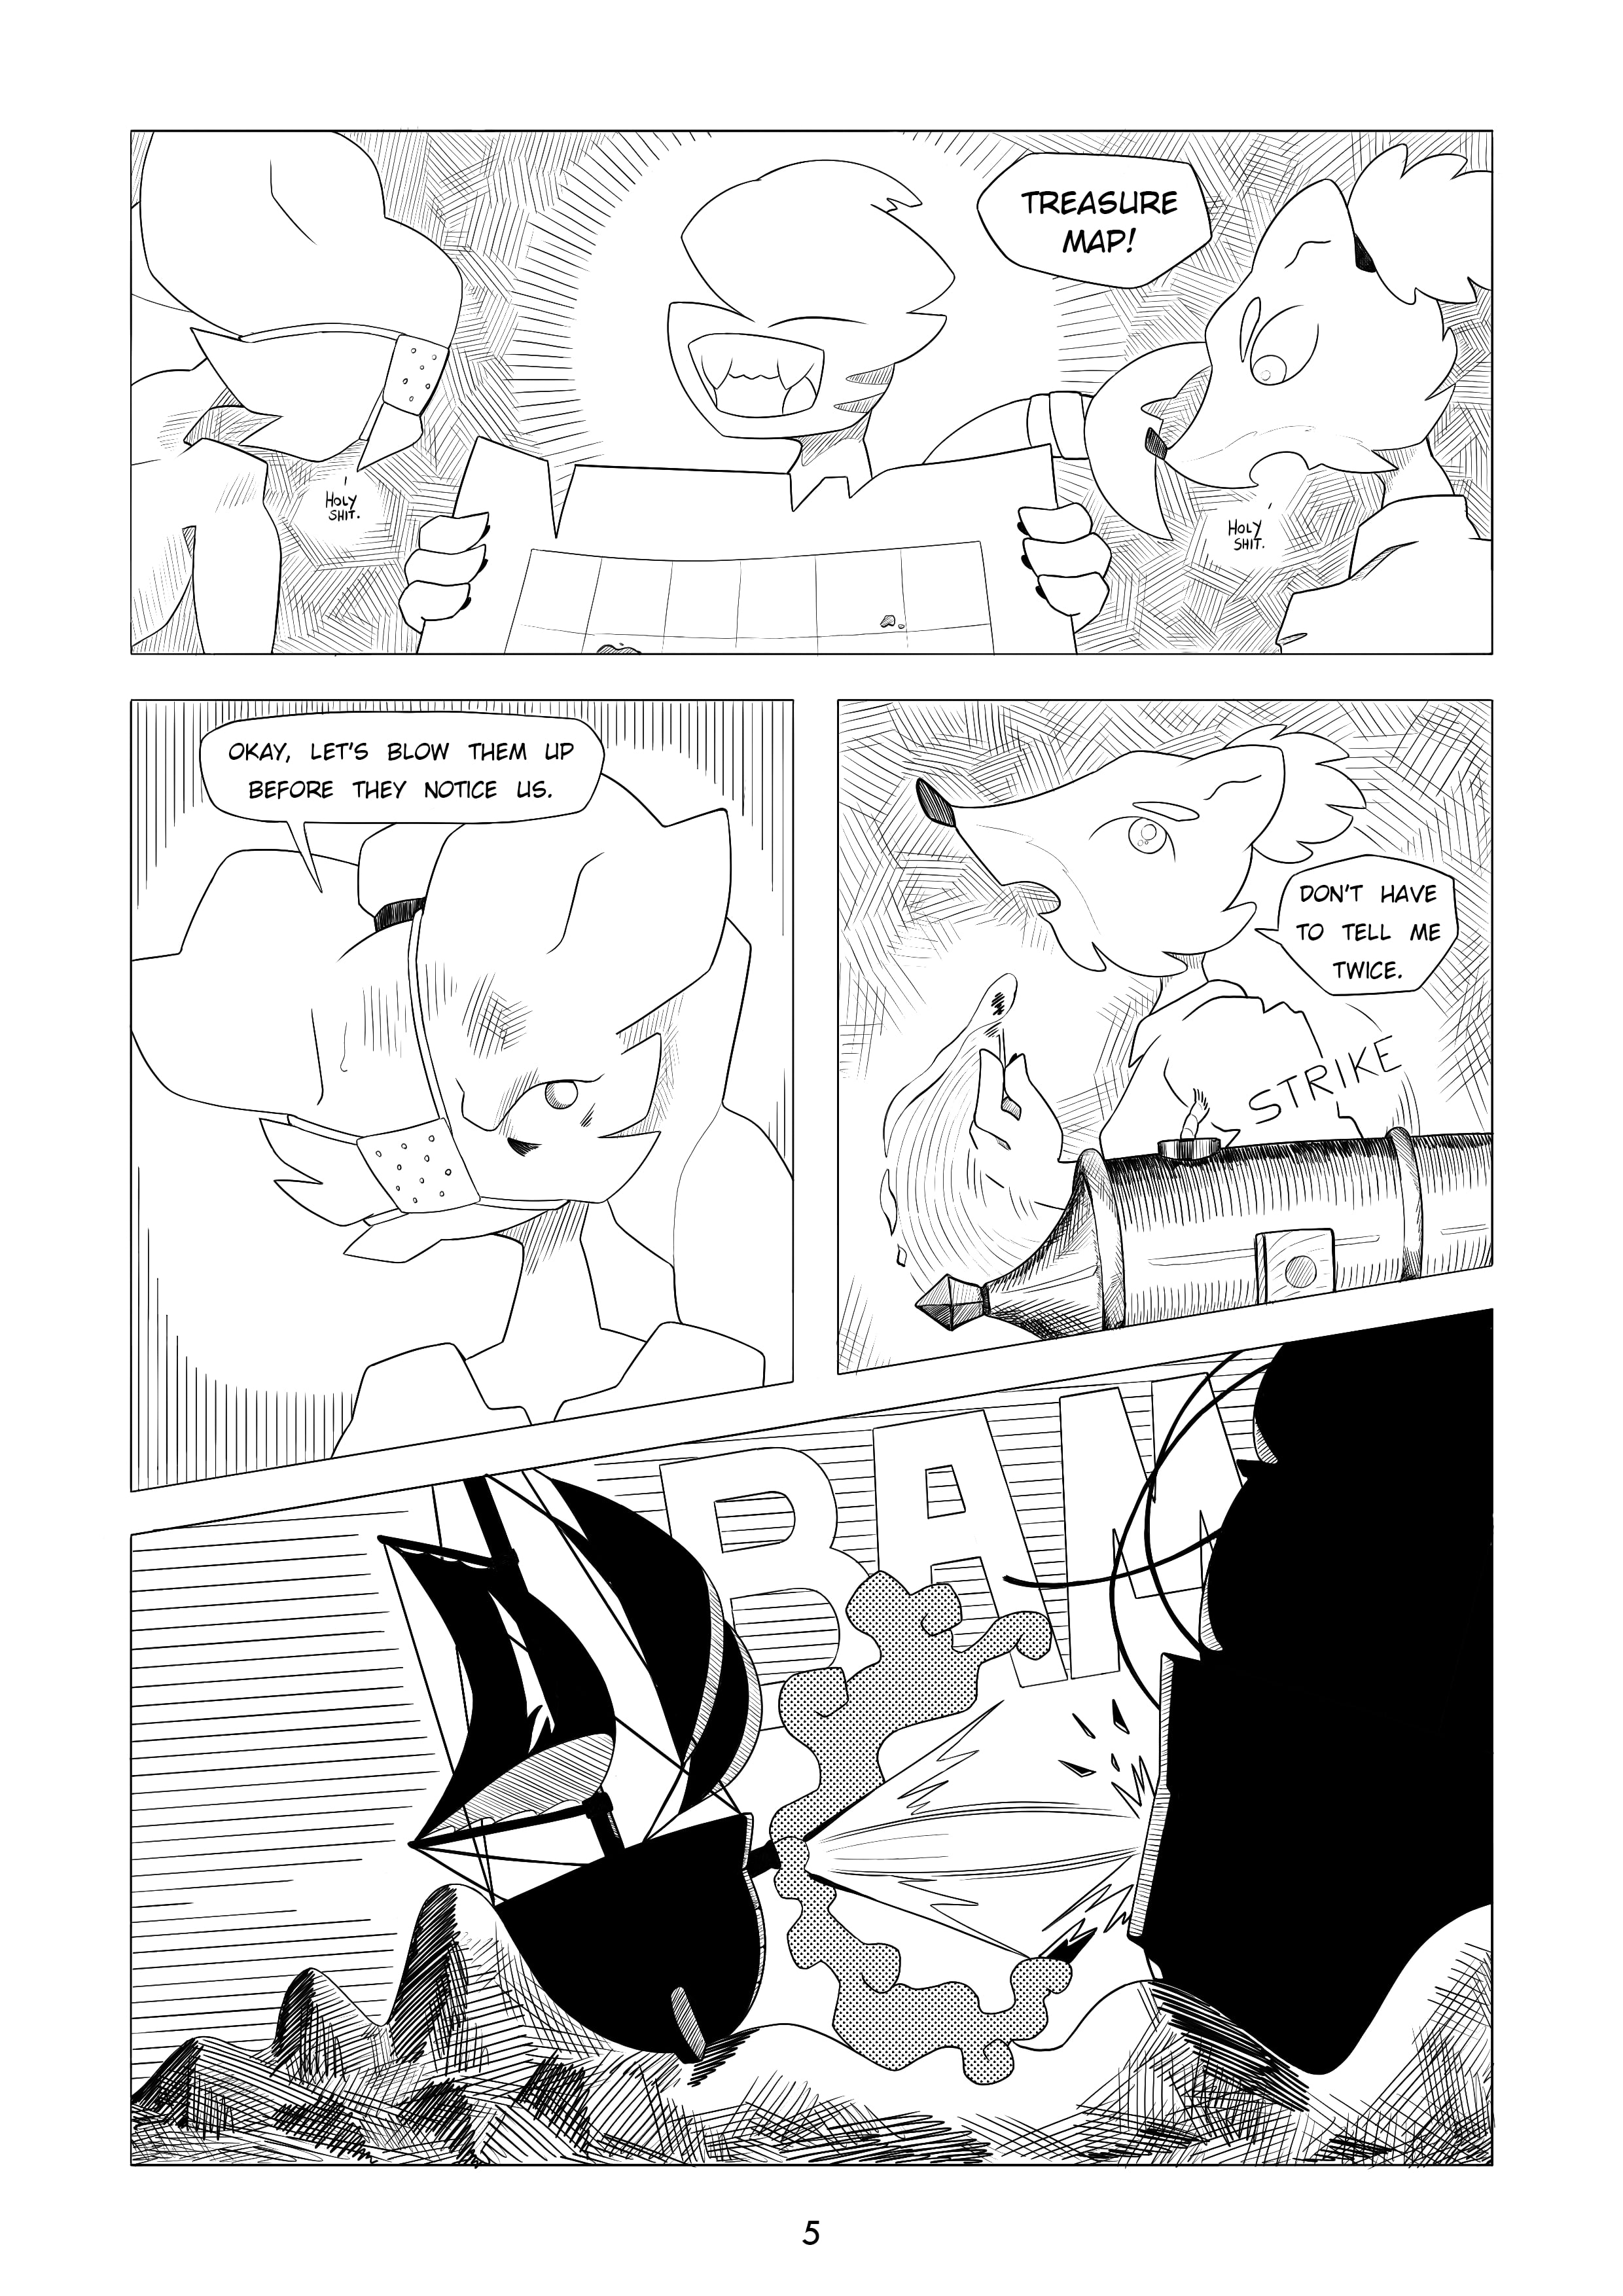 TREASURE
MAP!
HOLY
SHIT.
HOLY
SHIT.
OKAY, LET'S BLOW THEM UP
BEFORE THEY NOTICE US.
DON'T HAVE
TO TELL ME
TWICE.
STRIKE
BAM
5